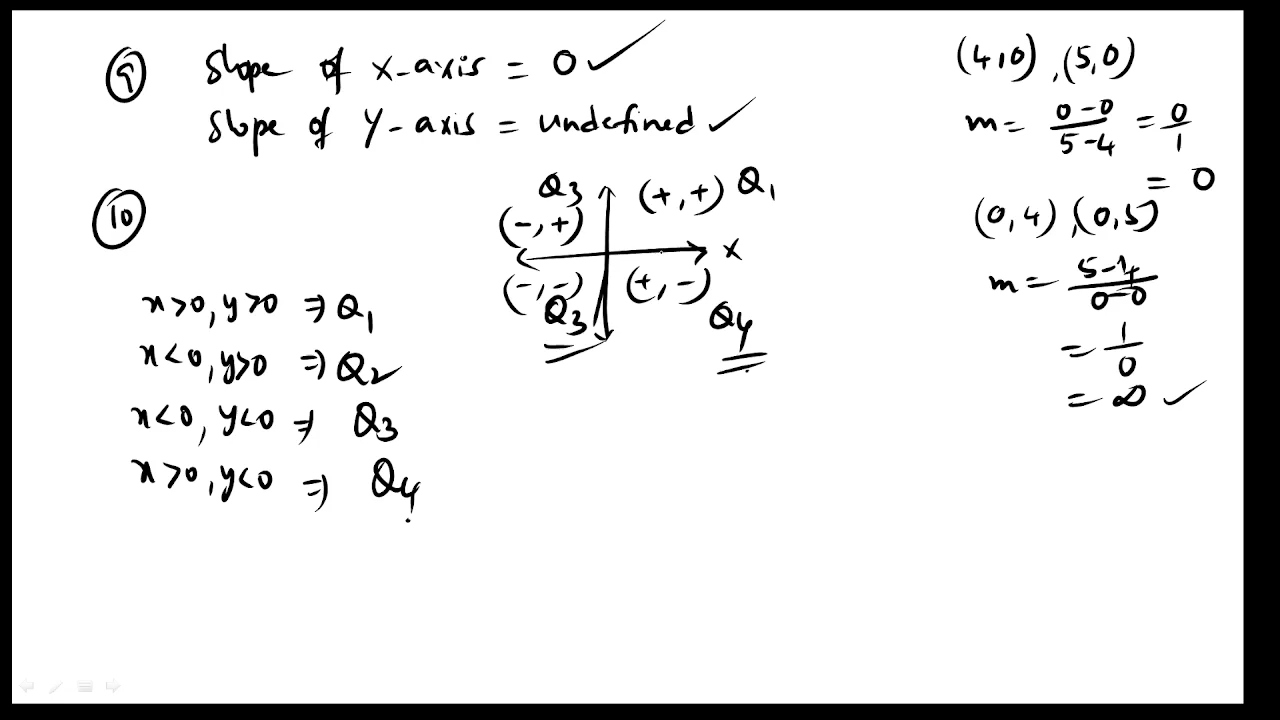 9 Slope of x-axis = 0 ✓
Slope of y-axis = undefined ✓
10
x>0, y>0 ⇒ Q1
x<0, y>0 ⇒ Q2
x<0, y<0 ⇒ Q3
x>0, y<0 ⇒ Q4
Q3 (+,+) Q1
(-,+)
x
(-,-) (+,-)
Q3 Q4
(4,0), (5,0)
m = 0-0/5-4 = 0/1
= 0
(0,4), (0,5)
m = 5-4/0-0
= 1/0
= ∞ ✓